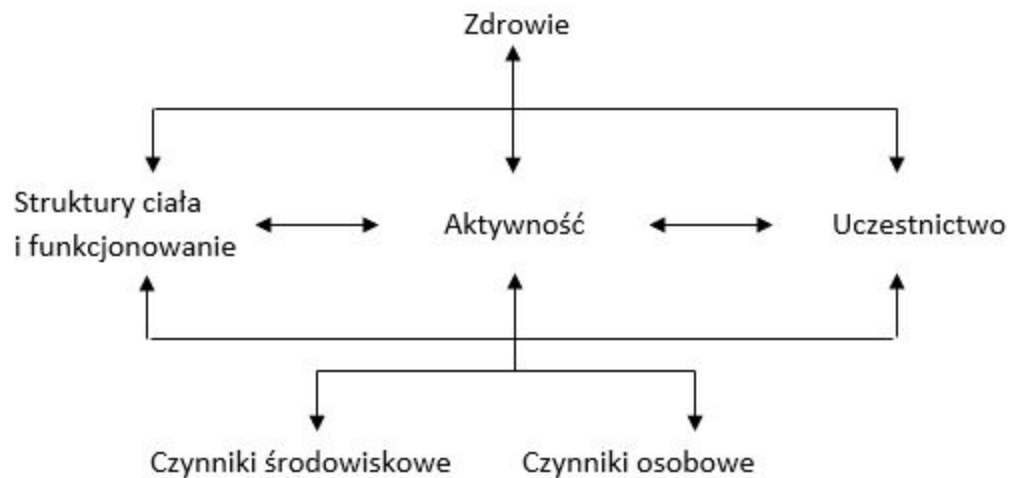 Zdrowie
Struktury ciała
i funkcjonowanie
Aktywność
Uczestnictwo
Czynniki środowiskowe
Czynniki osobowe